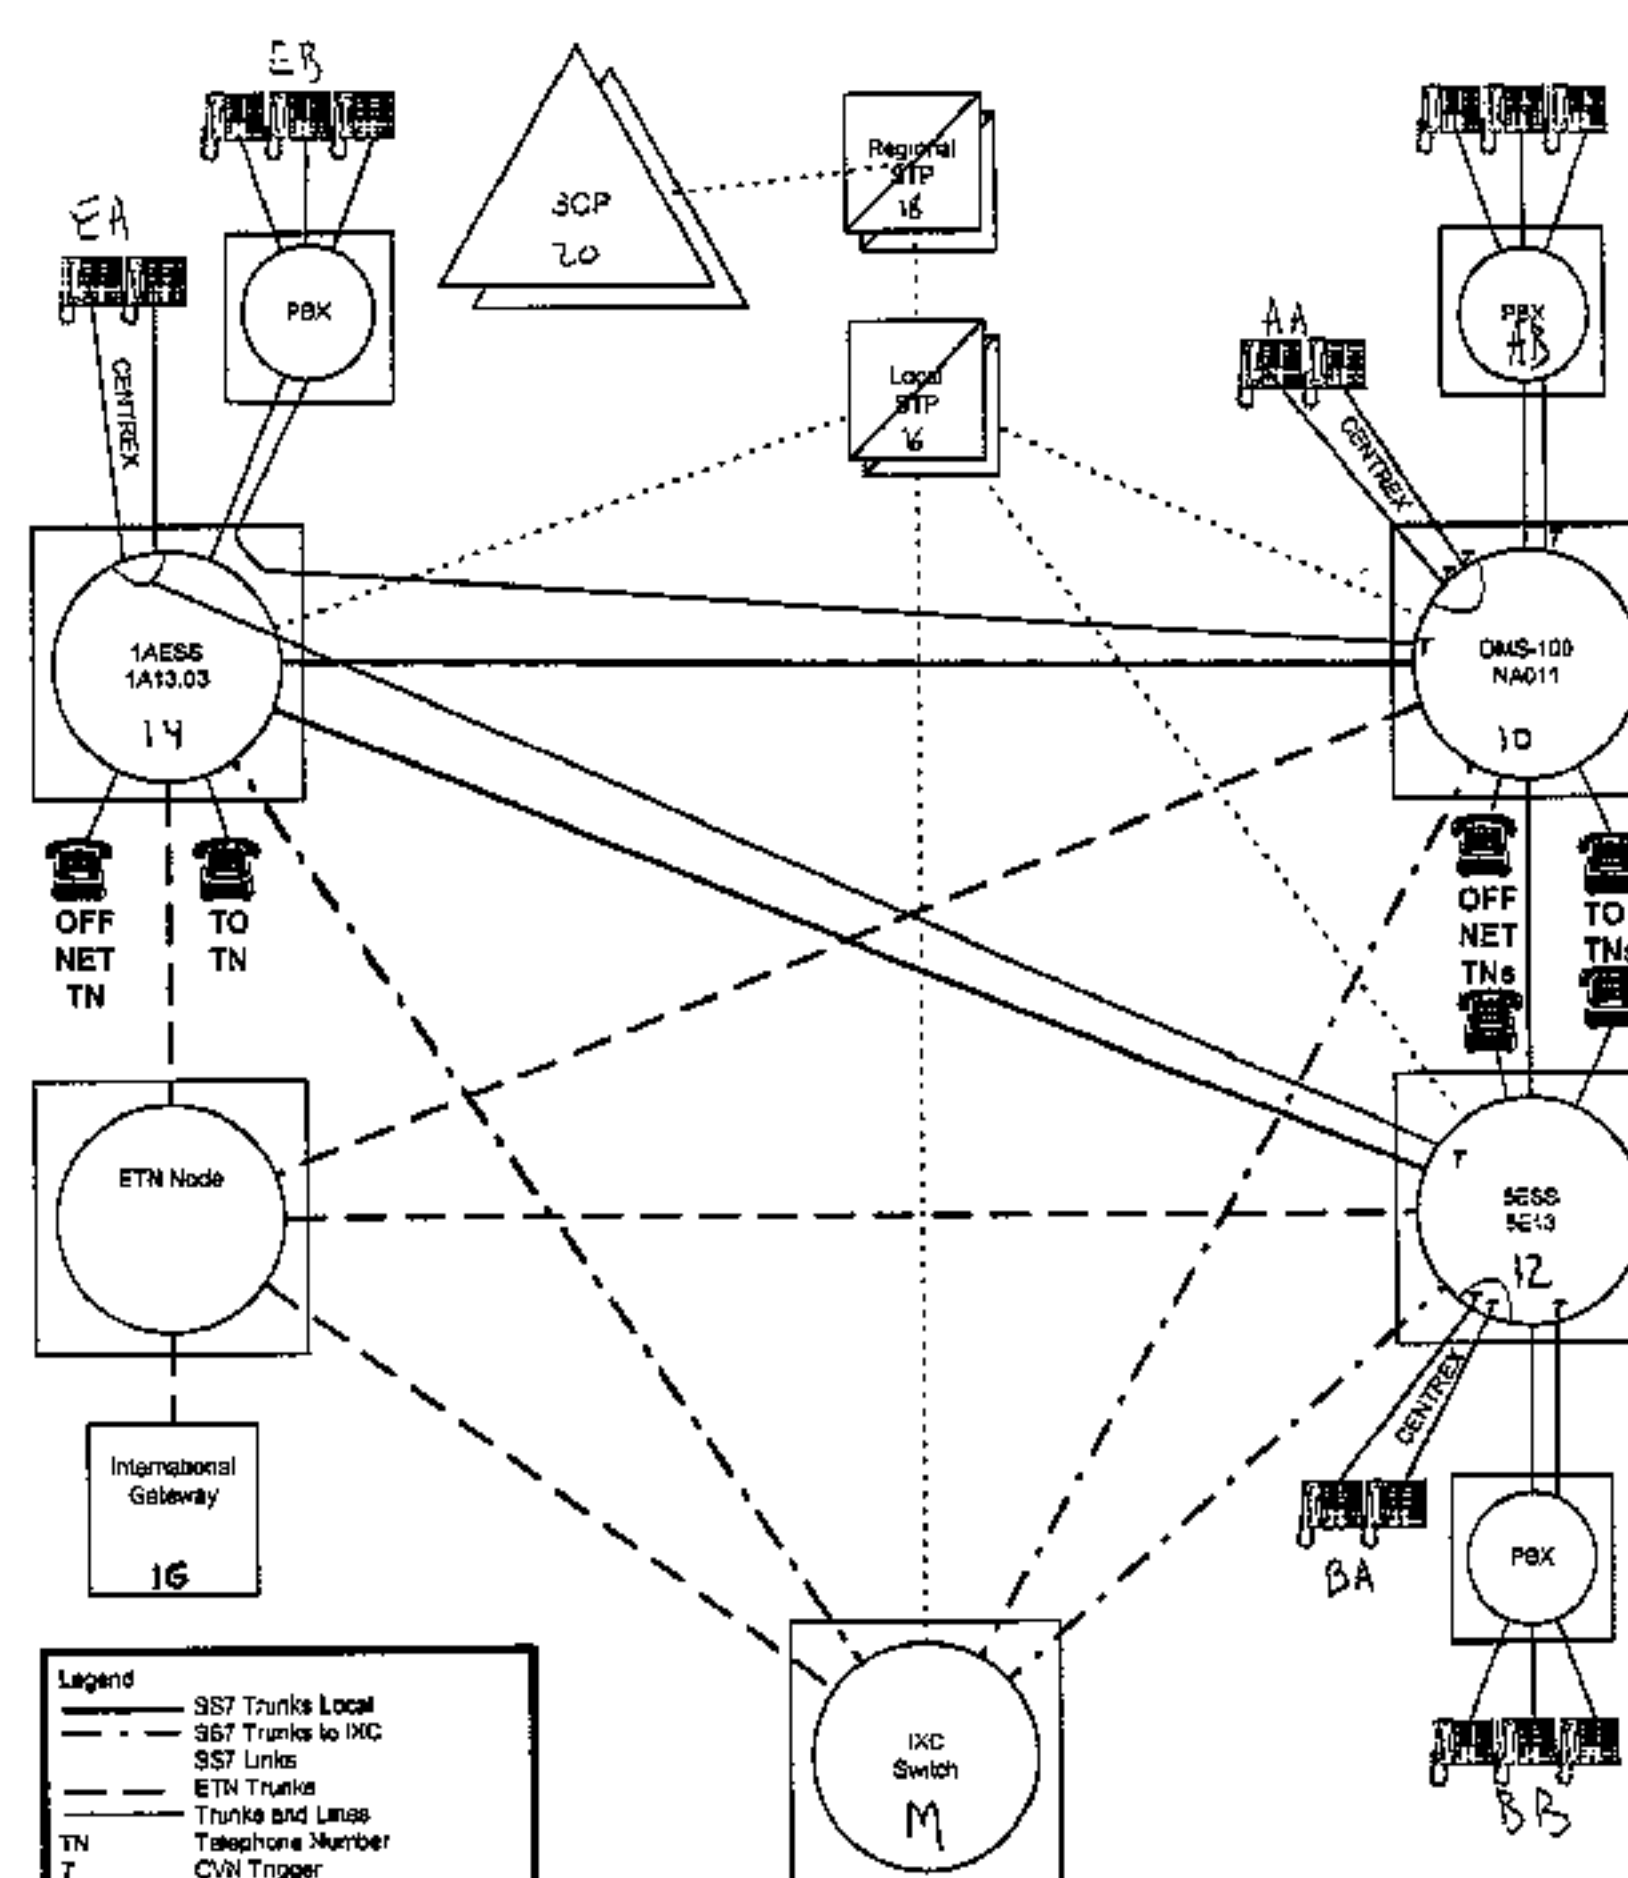 EB
EA
PBX
CENTREX
SCP
20
Regional
STP
18
Local
STP
16
AA
CENTREX
PBX
AB
1AESS
1A13.03
14
DMS-100
NA011
10
OFF
NET
TN
TO
TN
OFF
NET
TNs
TO
TNs
ETN Node
5ESS
5E13
12
T
T
T
T
T
T
T
T
CENTREX
BA
PBX
BB
International
Gateway
IG
IXC
Switch
M
Legend
SS7 Trunks Local
SS7 Trunks to IXC
SS7 Links
ETN Trunks
Trunks and Lines
TN Telephone Number
T CVN Trigger